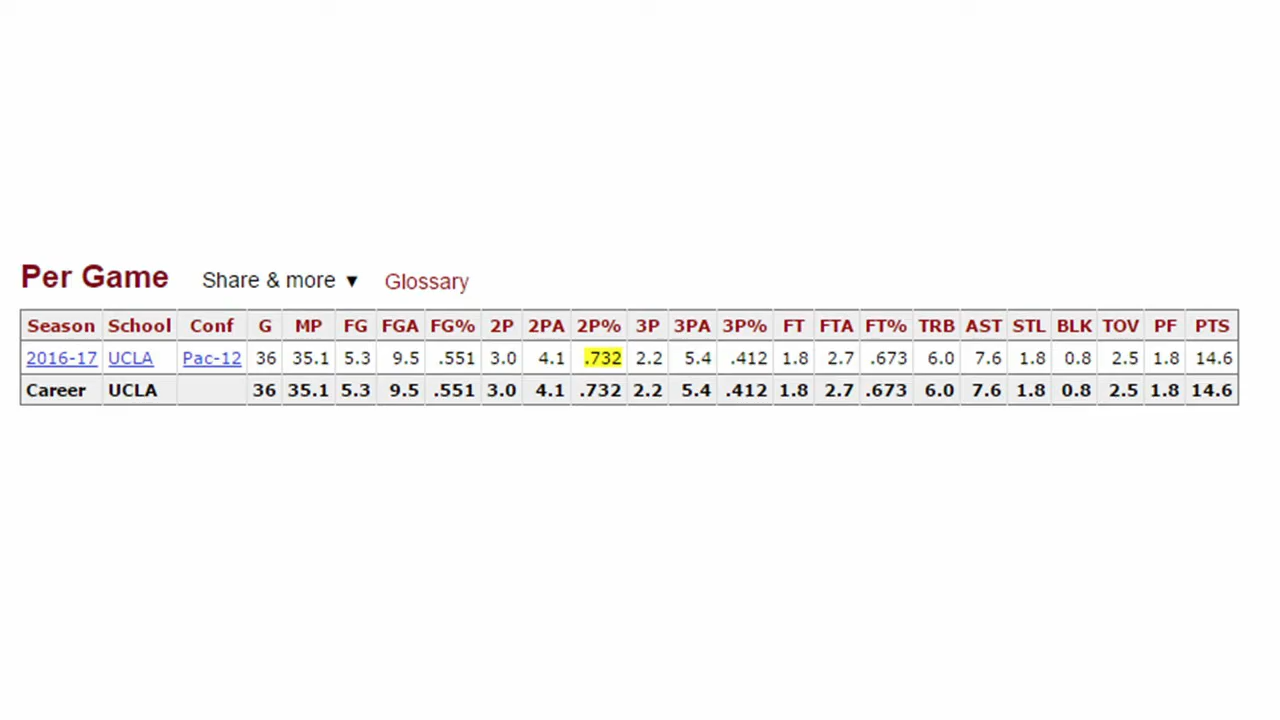 Per Game Share & more ▼ Glossary
Season School Conf G MP FG FGA FG% 2P 2PA 2P% 3P 3PA 3P% FT FTA FT% TRB AST STL BLK TOV PF PTS
2016-17 UCLA Pac-12 36 35.1 5.3 9.5 .551 3.0 4.1 .732 2.2 5.4 .412 1.8 2.7 .673 6.0 7.6 1.8 0.8 2.5 1.8 14.6
Career UCLA 36 35.1 5.3 9.5 .551 3.0 4.1 .732 2.2 5.4 .412 1.8 2.7 .673 6.0 7.6 1.8 0.8 2.5 1.8 14.6